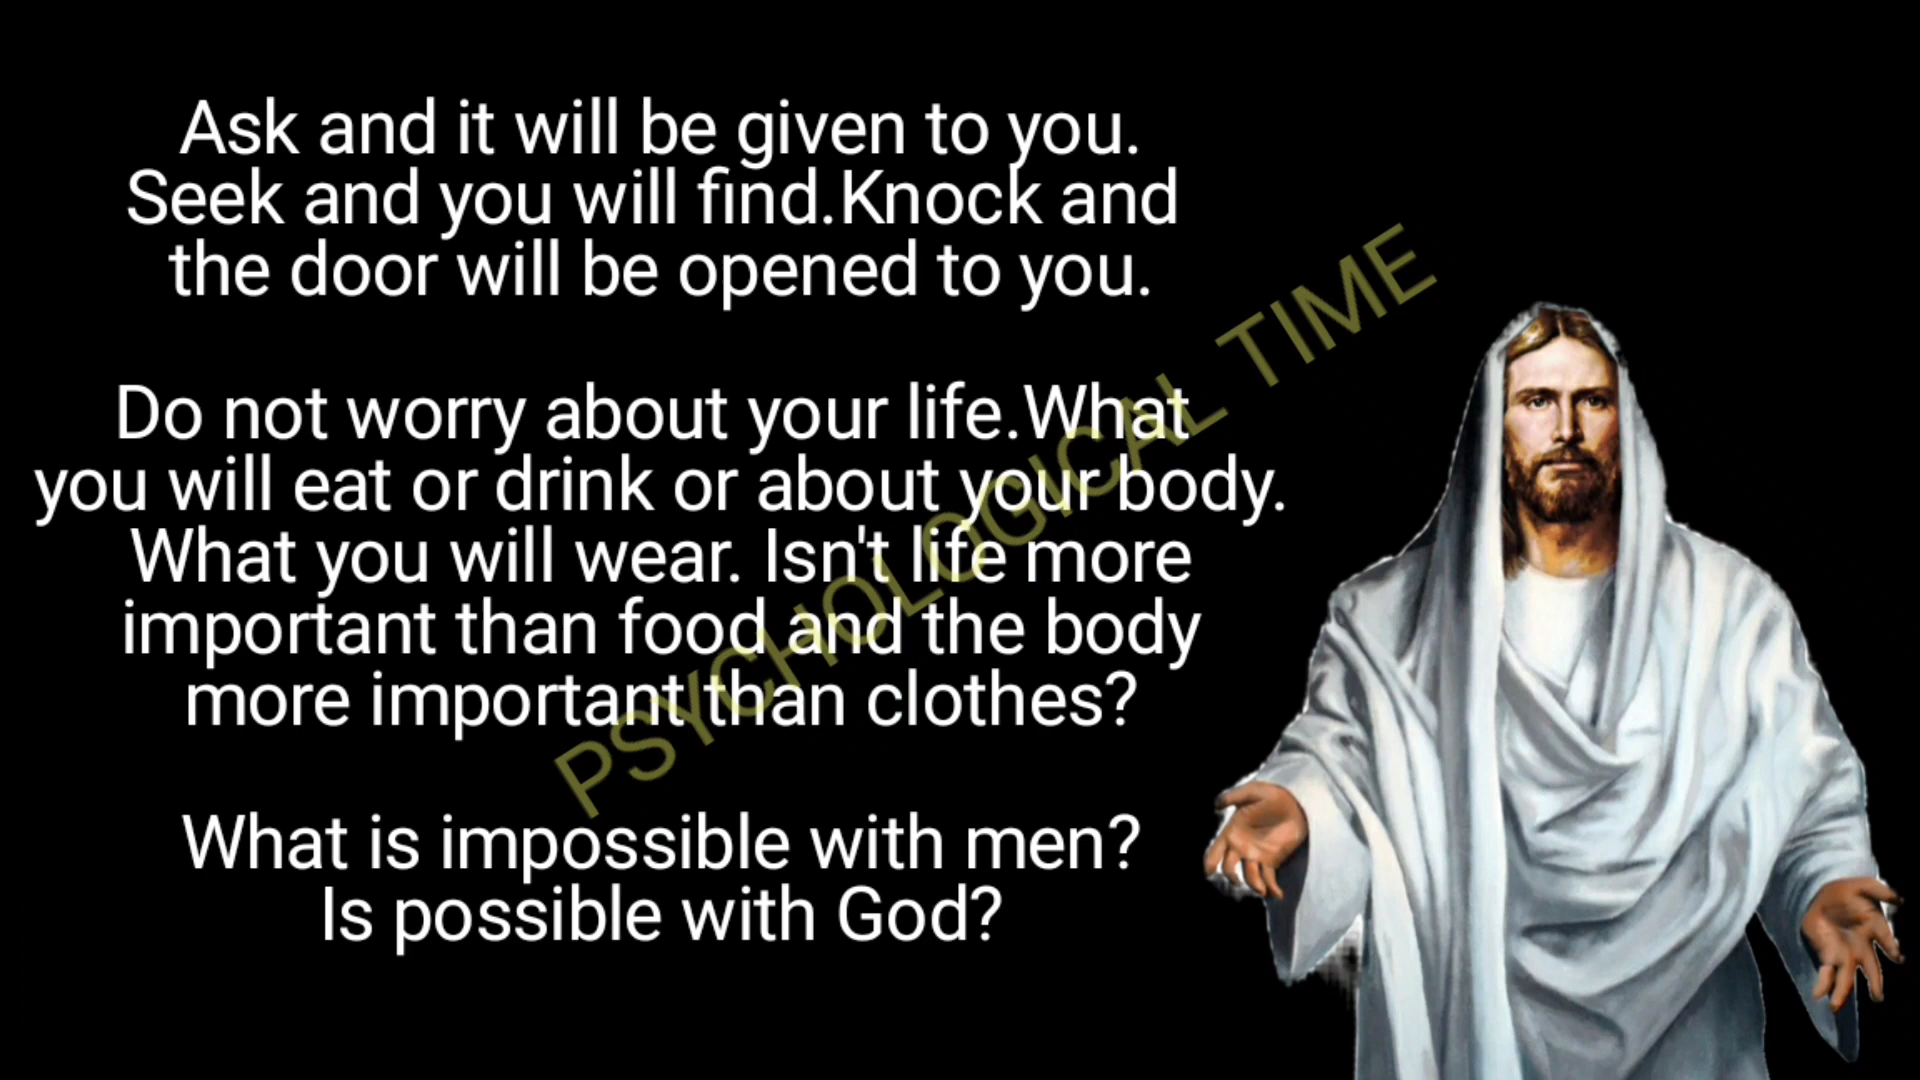 Ask and it will be given to you.
Seek and you will find.Knock and
the door will be opened to you.
Do not worry about your life.What
you will eat or drink or about your body.
What you will wear. Isn't life more
important than food and the body
more important than clothes?
What is impossible with men?
Is possible with God?
PSYCHOLOGICAL TIME